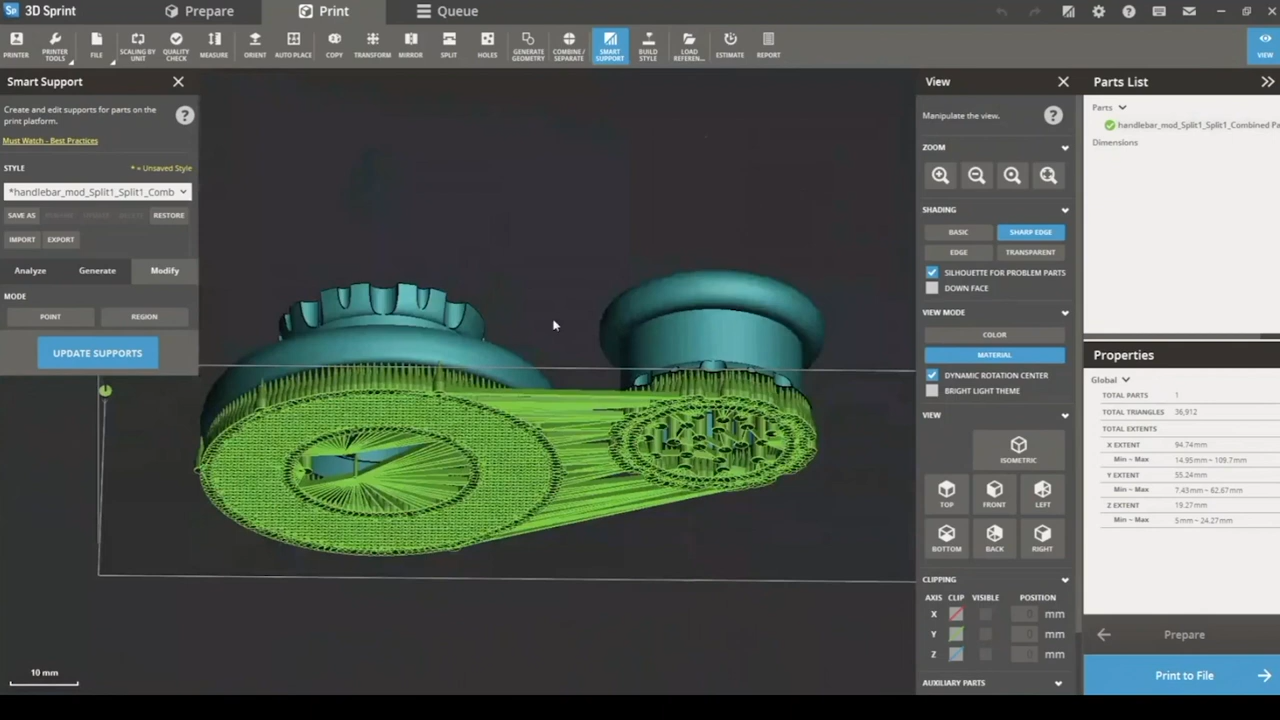 Sp 3D Sprint
Prepare
Print
Queue
PRINTER
PRINTER TOOLS
FILE
SCALING BY UNIT
QUALITY CHECK
MEASURE
ORIENT
AUTO PLACE
COPY
TRANSFORM
MIRROR
SPLIT
HOLES
GENERATE GEOMETRY
COMBINE/ SEPARATE
SMART SUPPORT
BUILD STYLE
LOAD REFEREN...
ESTIMATE
REPORT
VIEW
Smart Support
Create and edit supports for parts on the
print platform.
?
Must Watch - Best Practices
STYLE
* = Unsaved Style
*handlebar_mod_Split1_Split1_Comb
SAVE AS
RESTORE
IMPORT
EXPORT
Analyze
Generate
Modify
MODE
POINT
REGION
UPDATE SUPPORTS
10 mm
View
Manipulate the view.
?
ZOOM
SHADING
BASIC
SHARP EDGE
EDGE
TRANSPARENT
SILHOUETTE FOR PROBLEM PARTS
DOWN FACE
VIEW MODE
COLOR
MATERIAL
DYNAMIC ROTATION CENTER
BRIGHT LIGHT THEME
VIEW
ISOMETRIC
TOP
FRONT
LEFT
BOTTOM
BACK
RIGHT
CLIPPING
AXIS CLIP VISIBLE POSITION
X 0 mm
Y 0 mm
Z 0 mm
AUXILIARY PARTS
Parts List
Parts
handlebar_mod_Split1_Split1_Combined Pa
Dimensions
Properties
Global
TOTAL PARTS 1
TOTAL TRIANGLES 36,912
TOTAL EXTENTS
X EXTENT 94.74mm
Min ~ Max 14.95mm ~ 109.7mm
Y EXTENT 55.24mm
Min ~ Max 7.43mm ~ 62.67mm
Z EXTENT 19.27mm
Min ~ Max 5mm ~ 24.27mm
Prepare
Print to File